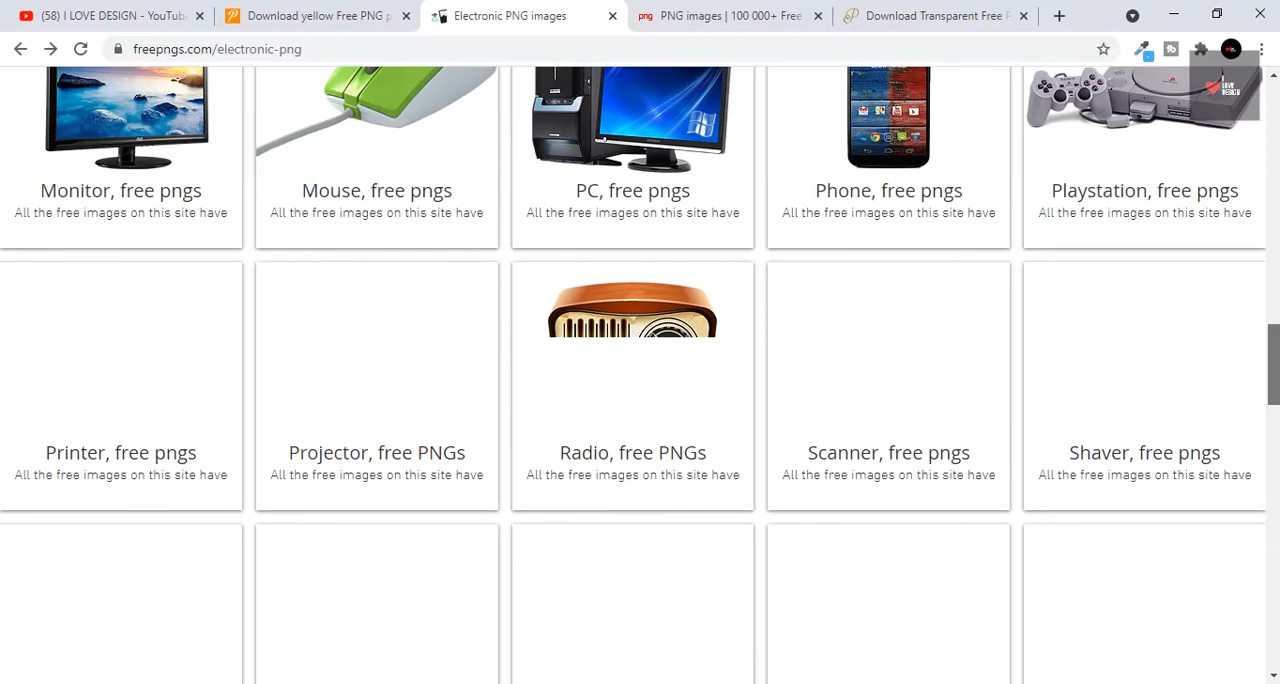 (58) I LOVE DESIGN - YouTub
Download yellow Free PNG p
Electronic PNG images
png PNG images | 100 000+ Free
Download Transparent Free P
freepngs.com/electronic-png
LOVE
DESIGN
Monitor, free pngs
All the free images on this site have
Mouse, free pngs
All the free images on this site have
PC, free pngs
All the free images on this site have
Phone, free pngs
All the free images on this site have
Playstation, free pngs
All the free images on this site have
Printer, free pngs
All the free images on this site have
Projector, free PNGs
All the free images on this site have
Radio, free PNGs
All the free images on this site have
Scanner, free pngs
All the free images on this site have
Shaver, free pngs
All the free images on this site have